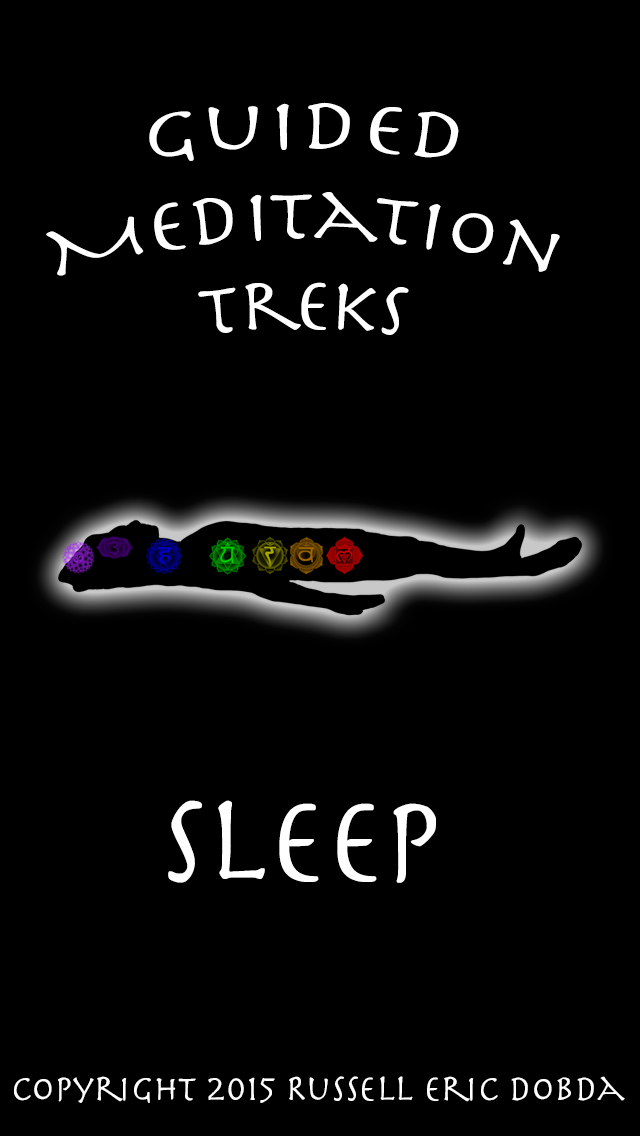 GUIDED
MEDITATION
TREKS
SLEEP
COPYRIGHT 2015 RUSSELL ERIC DOBDA